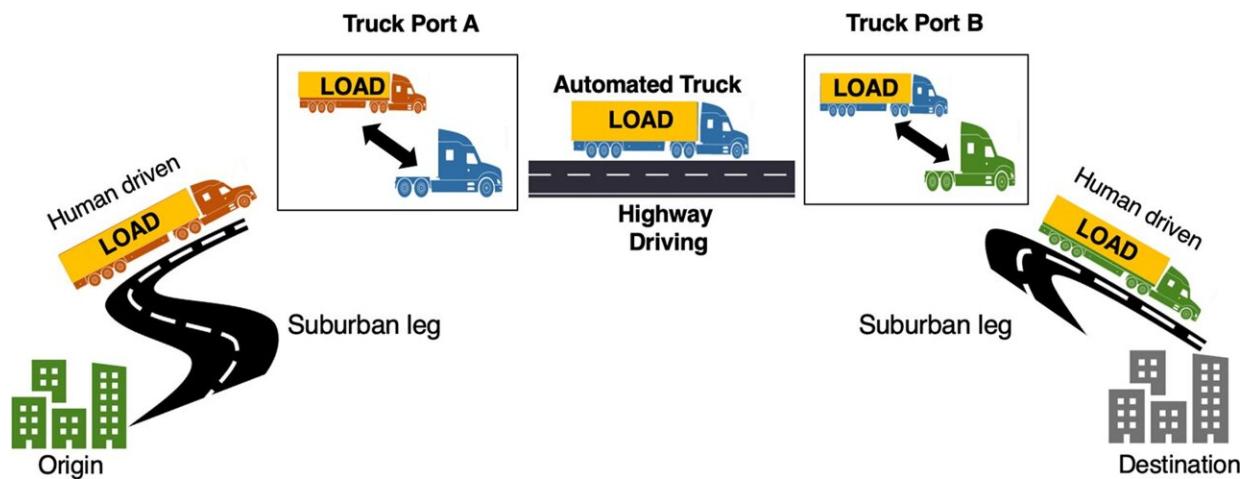 Truck Port A
Truck Port B
LOAD
Automated Truck
LOAD
LOAD
Human driven
LOAD
Highway
Driving
Human driven
LOAD
Suburban leg
Suburban leg
Origin
Destination